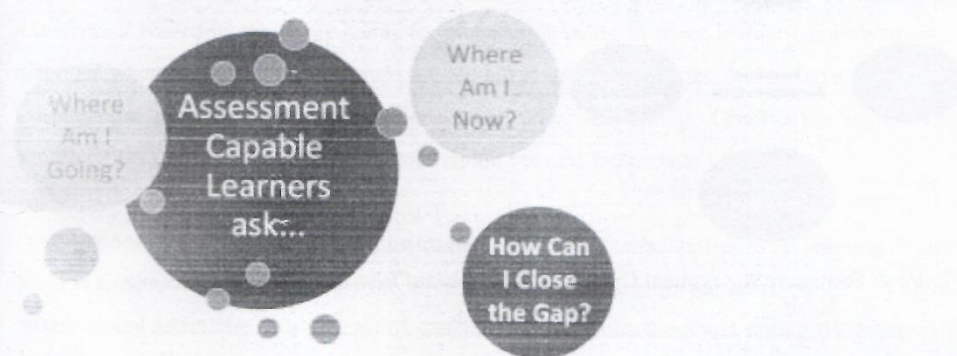 Assessment
Capable
Learners
ask...
Where
Am I
Going?
Where
Am I
Now?
How Can
I Close
the Gap?